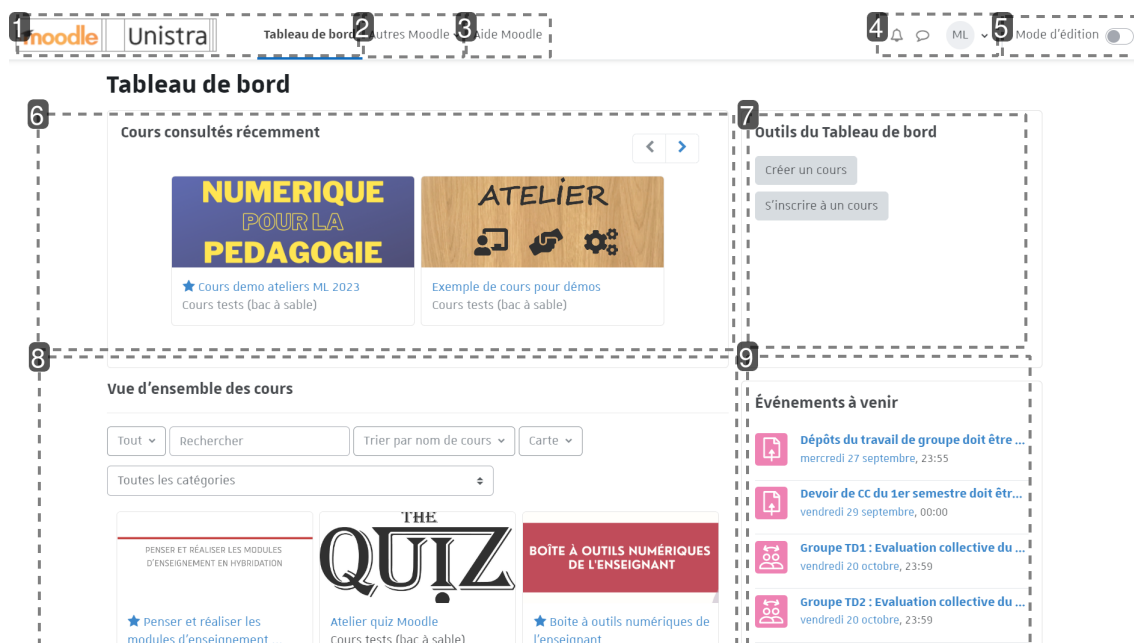 1
moodle Unistra
Tableau de bord
2
Autres Moodle
3
Aide Moodle
4
ML
5
Mode d'édition
Tableau de bord
6
Cours consultés récemment
NUMERIQUE
POUR LA
PEDAGOGIE
Cours demo ateliers ML 2023
Cours tests (bac à sable)
ATELIER
Exemple de cours pour démos
Cours tests (bac à sable)
7
Outils du Tableau de bord
Créer un cours
S'inscrire à un cours
8
Vue d'ensemble des cours
Tout
Rechercher
Trier par nom de cours
Carte
Toutes les catégories
PENSER ET RÉALISER LES MODULES
D'ENSEIGNEMENT EN HYBRIDATION
Penser et réaliser les
modules d'enseignement ...
THE
QUIZ
Atelier quiz Moodle
Cours tests (bac à sable)
BOÎTE À OUTILS NUMÉRIQUES
DE L'ENSEIGNANT
Boite à outils numériques de
l'enseignant
9
Événements à venir
Dépôts du travail de groupe doit être ...
mercredi 27 septembre, 23:55
Devoir de CC du 1er semestre doit êtr...
vendredi 29 septembre, 00:00
Groupe TD1 : Evaluation collective du ...
vendredi 20 octobre, 23:59
Groupe TD2 : Evaluation collective du ...
vendredi 20 octobre, 23:59